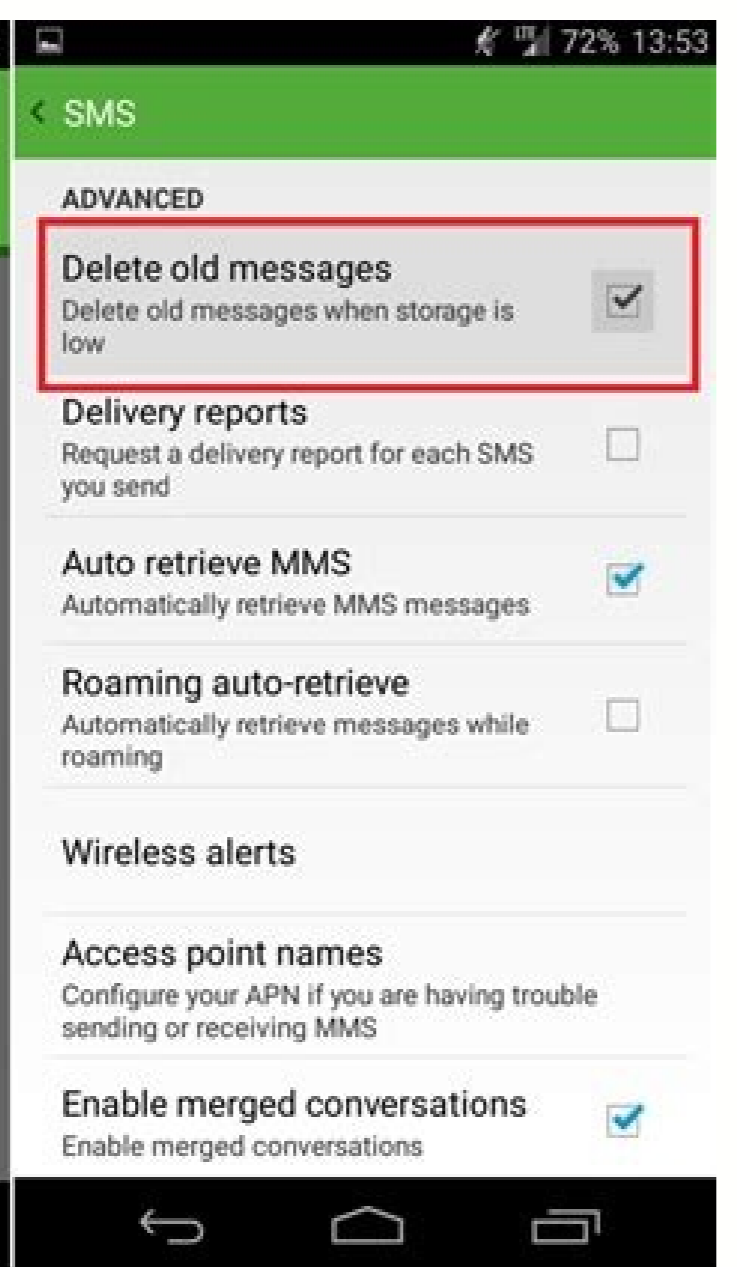 LTE 72% 13:53
SMS
ADVANCED
Delete old messages
Delete old messages when storage is
low
Delivery reports
Request a delivery report for each SMS
you send
Auto retrieve MMS
Automatically retrieve MMS messages
Roaming auto-retrieve
Automatically retrieve messages while
roaming
Wireless alerts
Access point names
Configure your APN if you are having trouble
sending or receiving MMS
Enable merged conversations
Enable merged conversations